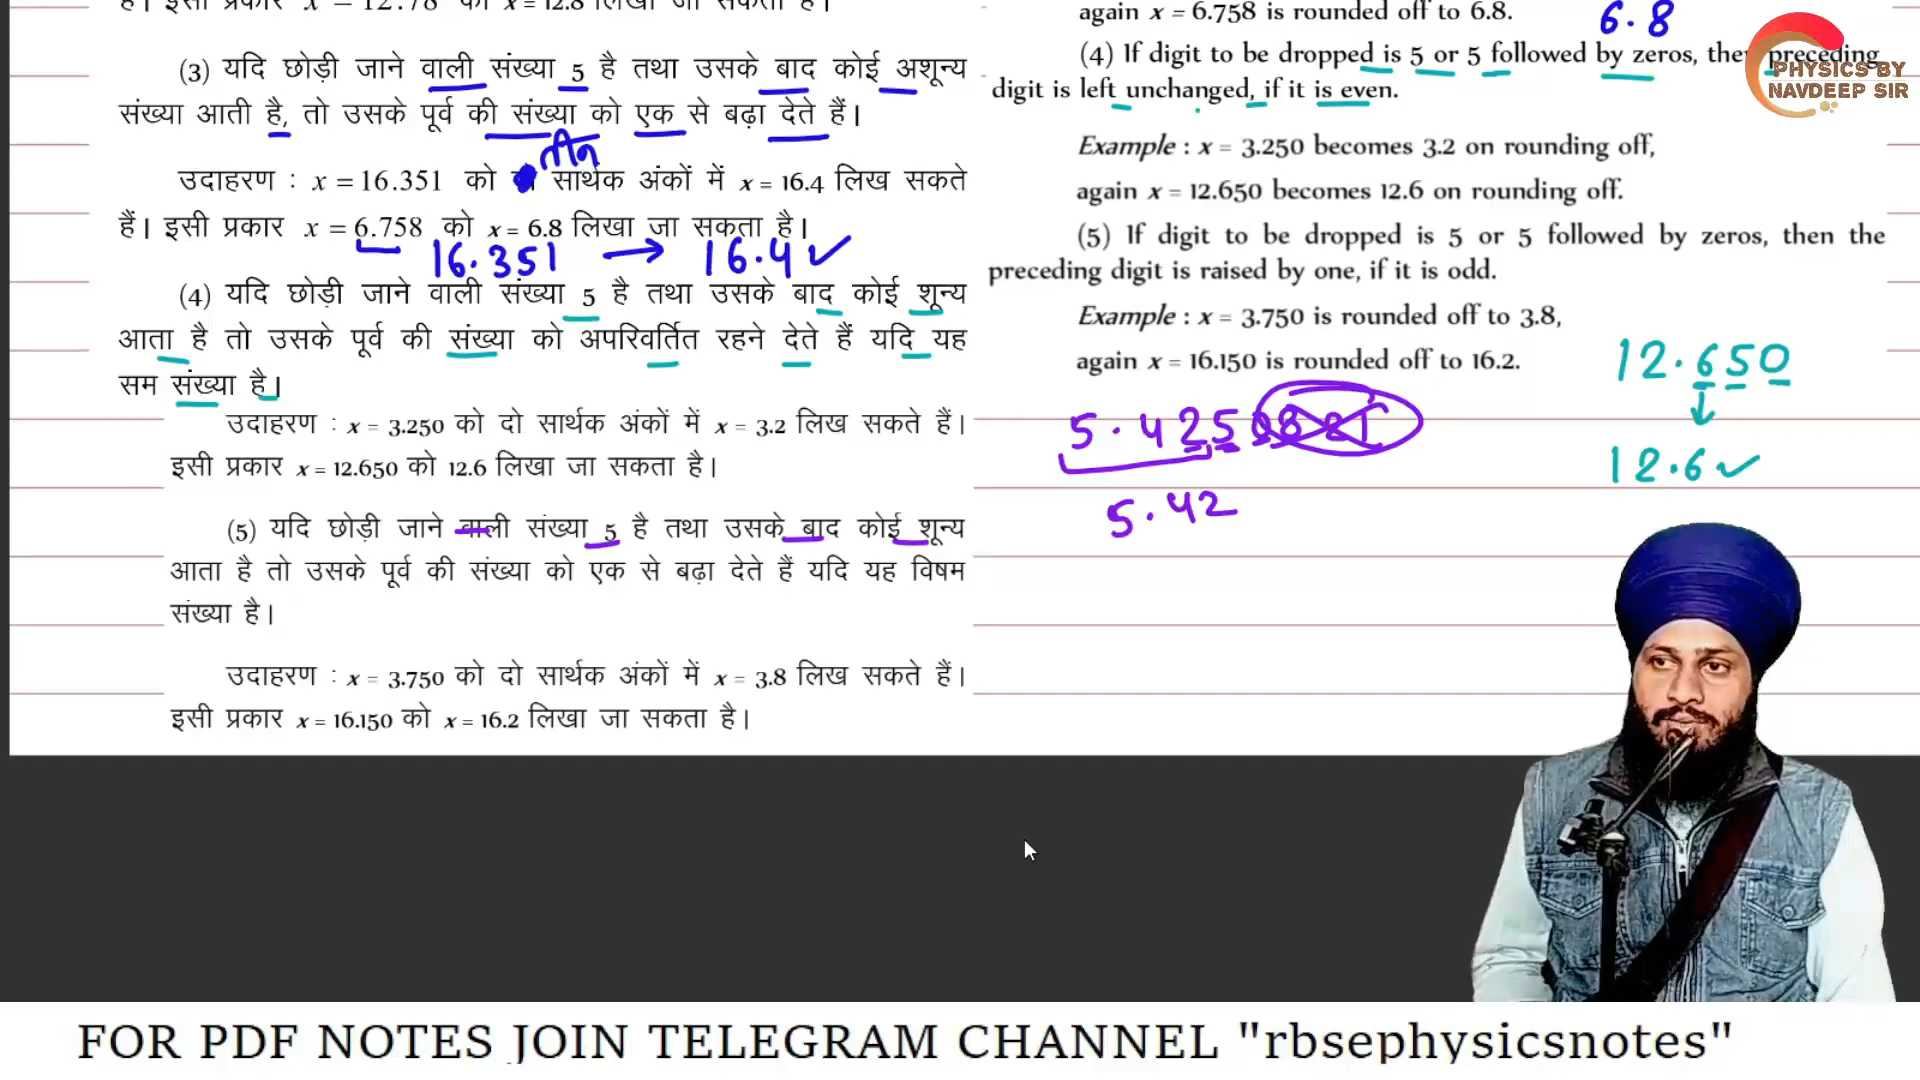 है। इसी प्रकार x = 12.78 को x = 12.8 लिखा जा सकता है।
(3) यदि छोड़ी जाने वाली संख्या 5 है तथा उसके बाद कोई अशून्य
संख्या आती है, तो उसके पूर्व की संख्या को एक से बढ़ा देते हैं।
तीन
उदाहरण : x = 16.351 को सार्थक अंकों में x = 16.4 लिख सकते
हैं। इसी प्रकार x = 6.758 को x = 6.8 लिखा जा सकता है।
16.351 → 16.4 ✓
(4) यदि छोड़ी जाने वाली संख्या 5 है तथा उसके बाद कोई शून्य
आता है तो उसके पूर्व की संख्या को अपरिवर्तित रहने देते हैं यदि यह
सम संख्या है।
उदाहरण : x = 3.250 को दो सार्थक अंकों में x = 3.2 लिख सकते हैं।
इसी प्रकार x = 12.650 को 12.6 लिखा जा सकता है।
(5) यदि छोड़ी जाने वाली संख्या 5 है तथा उसके बाद कोई शून्य
आता है तो उसके पूर्व की संख्या को एक से बढ़ा देते हैं यदि यह विषम
संख्या है।
उदाहरण : x = 3.750 को दो सार्थक अंकों में x = 3.8 लिख सकते हैं।
इसी प्रकार x = 16.150 को x = 16.2 लिखा जा सकता है।
again x = 6.758 is rounded off to 6.8.
6.8
(4) If digit to be dropped is 5 or 5 followed by zeros, then preceding
digit is left unchanged, if it is even.
Example : x = 3.250 becomes 3.2 on rounding off,
again x = 12.650 becomes 12.6 on rounding off.
(5) If digit to be dropped is 5 or 5 followed by zeros, then the
preceding digit is raised by one, if it is odd.
Example : x = 3.750 is rounded off to 3.8,
again x = 16.150 is rounded off to 16.2.
12.650
↓
12.6 ✓
5.425
5.42
PHYSICS BY
NAVDEEP SIR
FOR PDF NOTES JOIN TELEGRAM CHANNEL "rbsephysicsnotes"